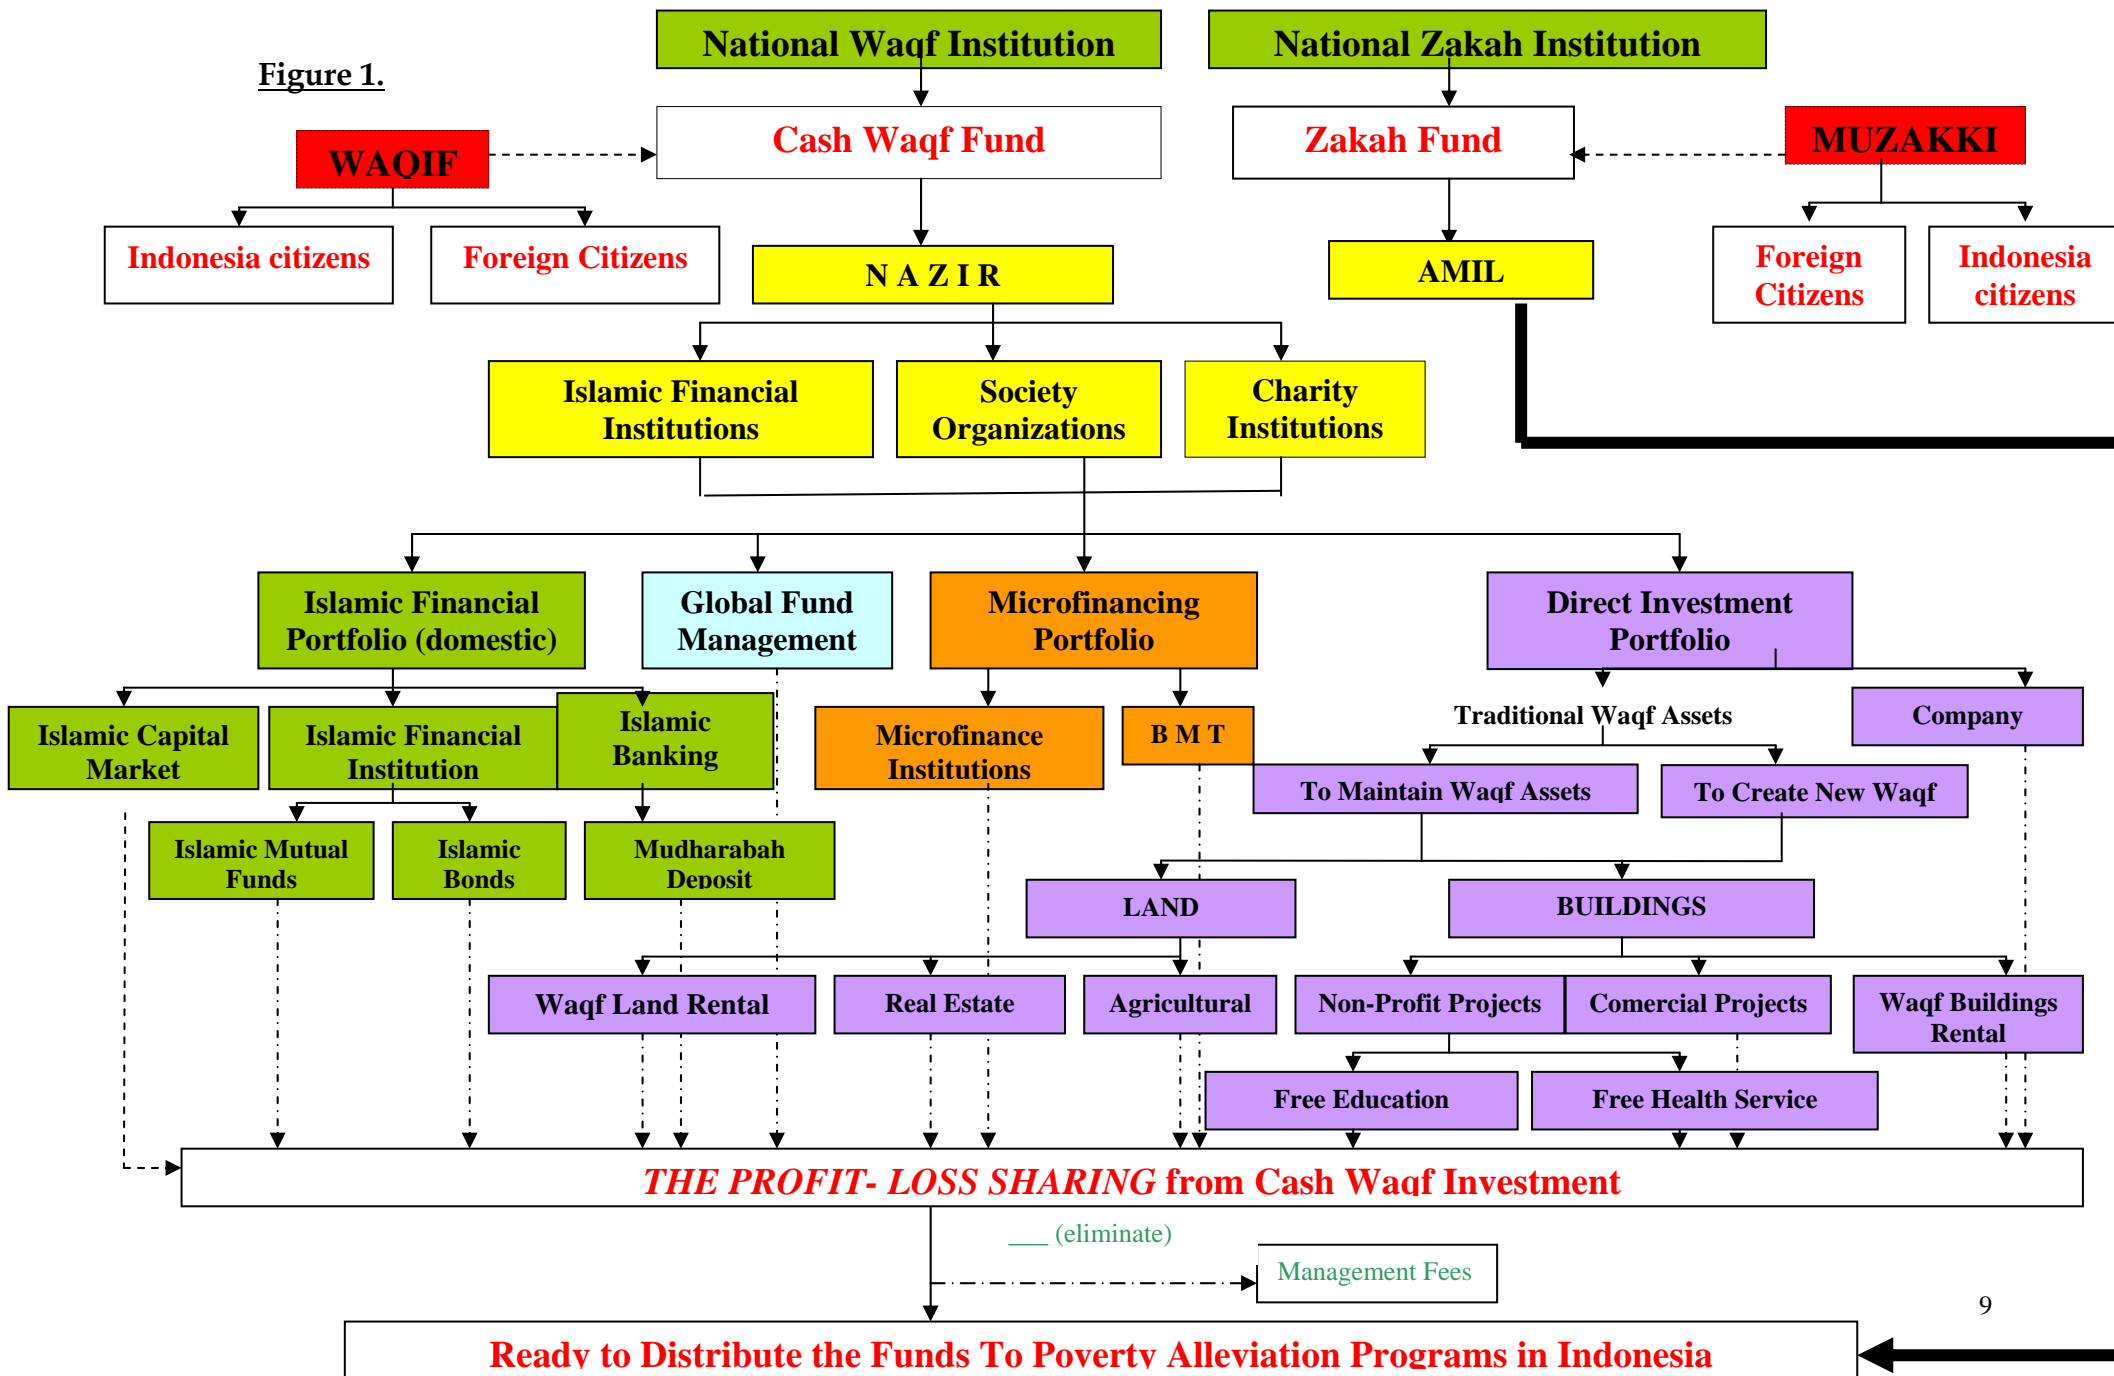 National Waqf Institution
National Zakah Institution
Figure 1.
Cash Waqf Fund
Zakah Fund
MUZAKKI
WAQIF
Indonesia citizens
Foreign Citizens
N A Z I R
AMIL
Foreign
Citizens
Indonesia
citizens
Islamic Financial
Institutions
Society
Organizations
Charity
Institutions
Islamic Financial
Portfolio (domestic)
Global Fund
Management
Microfinancing
Portfolio
Direct Investment
Portfolio
Islamic Capital
Market
Islamic Financial
Institution
Islamic
Banking
Microfinance
Institutions
B M T
Traditional Waqf Assets
Company
To Maintain Waqf Assets
To Create New Waqf
Islamic Mutual
Funds
Islamic
Bonds
Mudharabah
Deposit
LAND
BUILDINGS
Waqf Land Rental
Real Estate
Agricultural
Non-Profit Projects
Comercial Projects
Waqf Buildings
Rental
Free Education
Free Health Service
THE PROFIT- LOSS SHARING from Cash Waqf Investment
___ (eliminate)
Management Fees
9
Ready to Distribute the Funds To Poverty Alleviation Programs in Indonesia